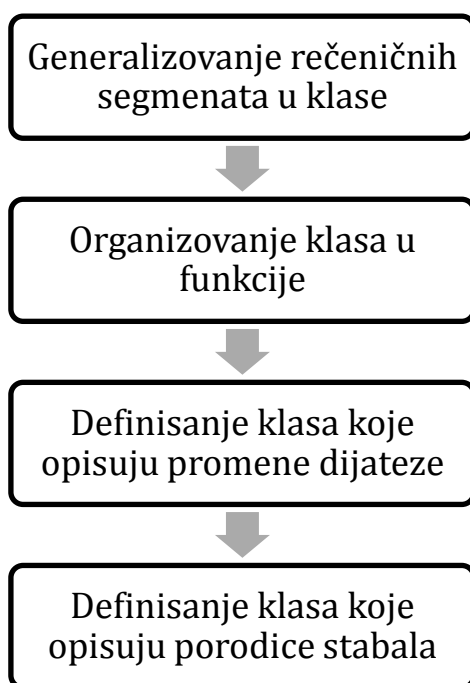 Generalizovanje rečeničnih
segmenata u klase
Organizovanje klasa u
funkcije
Definisanje klasa koje
opisuju promene dijateze
Definisanje klasa koje
opisuju porodice stabala